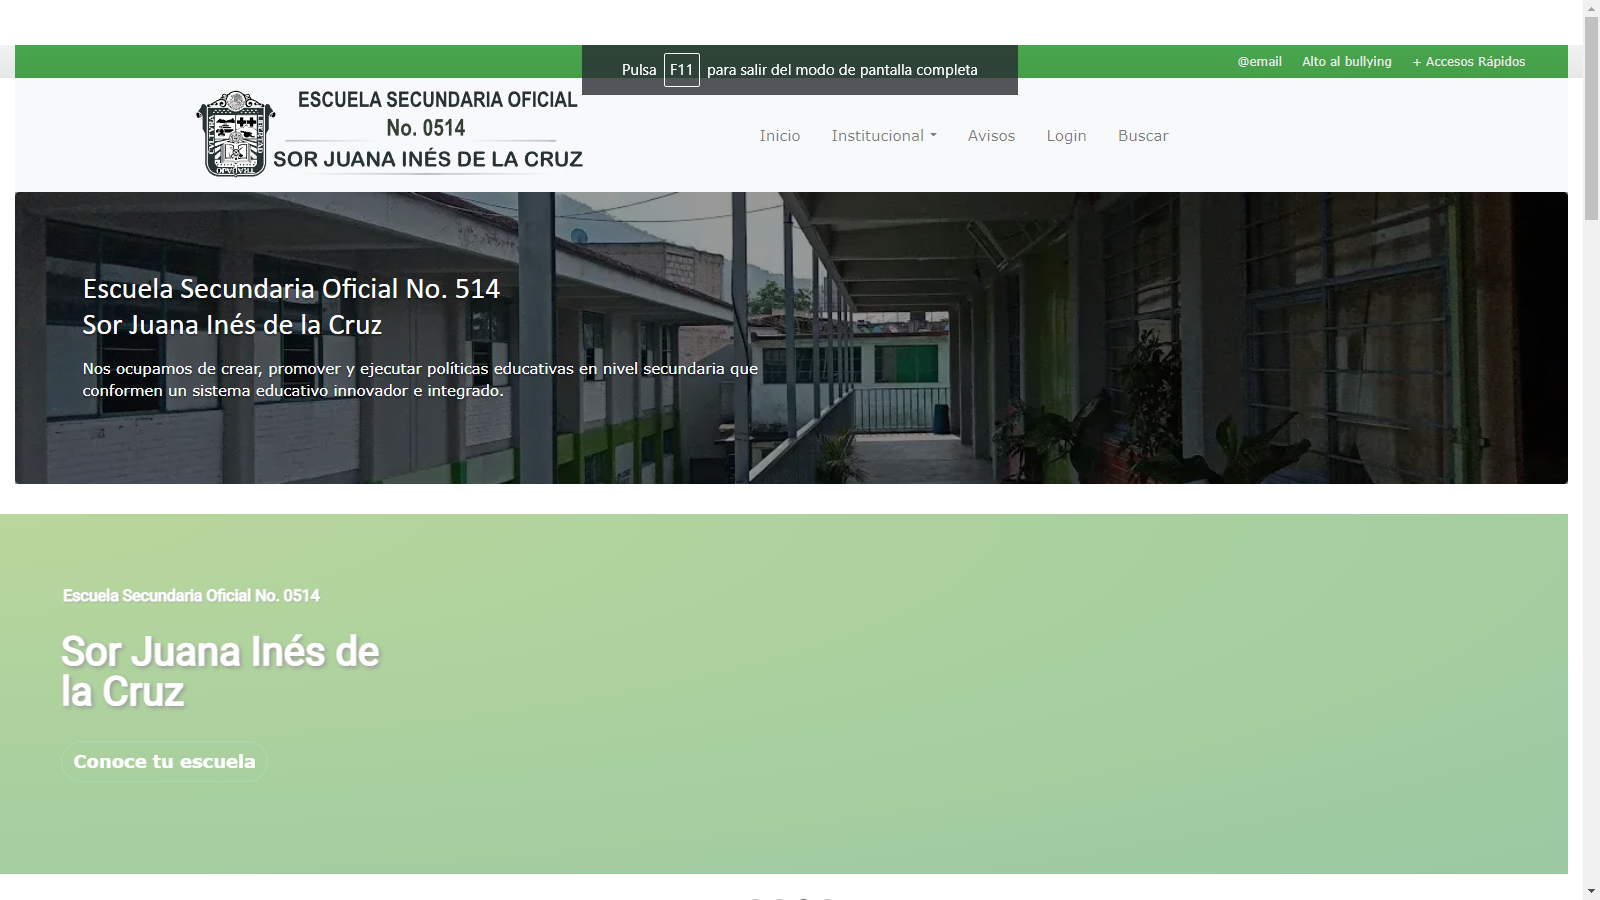 Pulsa F11 para salir del modo de pantalla completa
@email Alto al bullying + Accesos Rápidos
ESCUELA SECUNDARIA OFICIAL
No. 0514
SOR JUANA INÉS DE LA CRUZ
TRABAJO
Inicio Institucional Avisos Login Buscar
Escuela Secundaria Oficial No. 514
Sor Juana Inés de la Cruz
Nos ocupamos de crear, promover y ejecutar políticas educativas en nivel secundaria que
conformen un sistema educativo innovador e integrado.
Escuela Secundaria Oficial No. 0514
Sor Juana Inés de
la Cruz
Conoce tu escuela